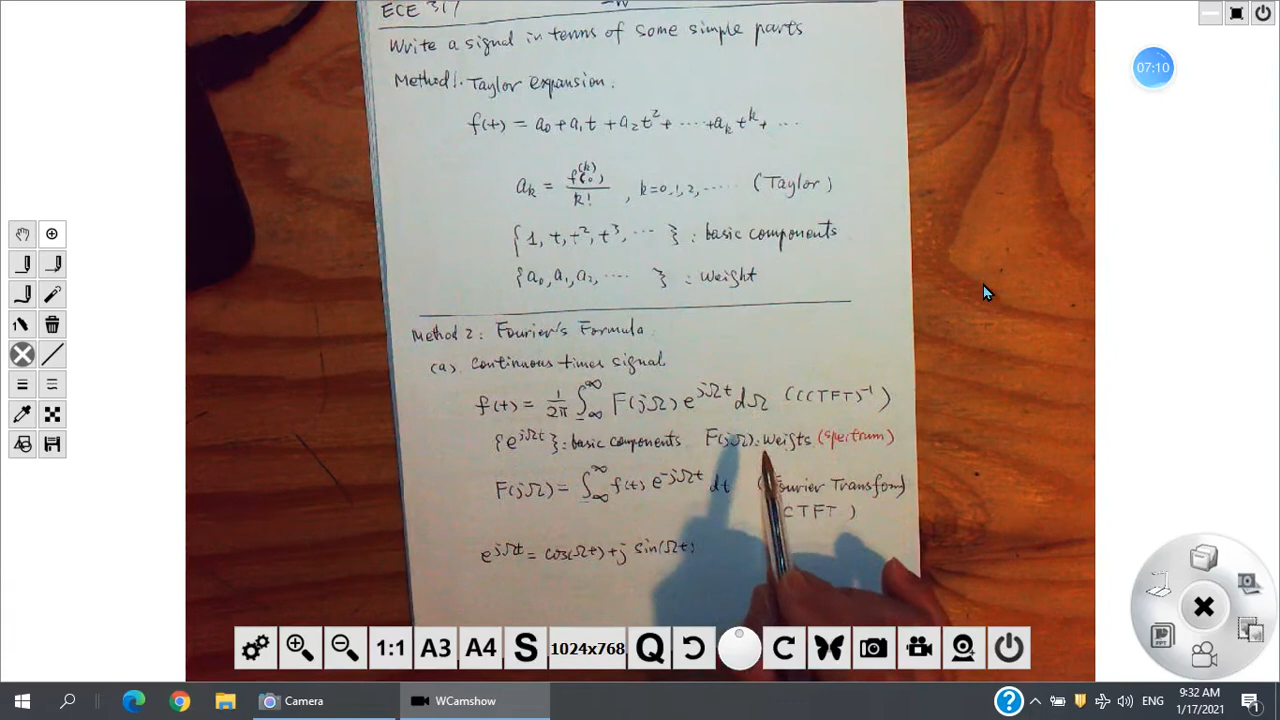 ECE 317
07:10
Write a signal in terms of some simple parts
Method 1. Taylor expansion.
f(t) = a₀ + a₁t + a₂t² + ⋯ + aₖtᵏ + ⋯
aₖ = f⁽ᵏ⁾(0) / k! , k=0,1,2,⋯⋯ (Taylor)
{1, t, t², t³, ⋯ } : basic components
{a₀, a₁, a₂, ⋯⋯ } : Weight
Method 2 : Fourier's Formula
(a). Continuous timer signal.
f(t) = 1/2π ∫₋∞^∞ F(jΩ) e^{jΩt} dΩ ((CTFT)⁻¹)
{e^{jΩt}} : basic components F(jΩ): Weigts (spectrum)
F(jΩ) = ∫₋∞^∞ f(t) e^{-jΩt} dt (Fourier Transform)
CTFT )
e^{jΩt} = cos(Ωt) + j sin(Ωt)
1:1 A3 A4 S 1024x768 Q
PPT
Camera
WCamshow
ENG
9:32 AM
1/17/2021
1